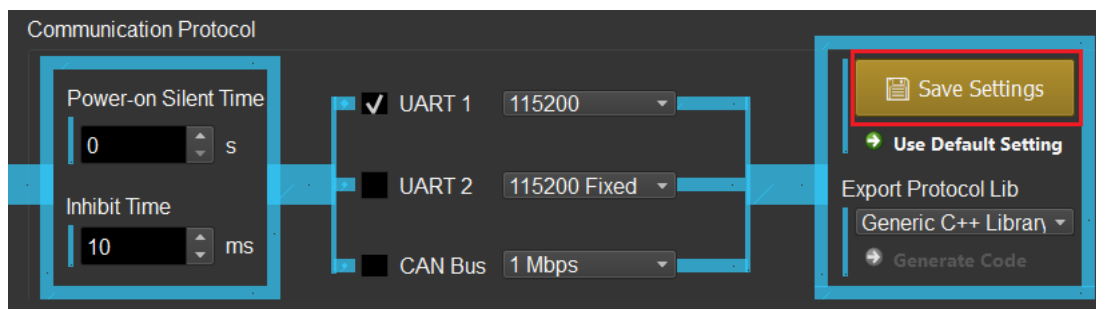 Communication Protocol
Power-on Silent Time
0 s
Inhibit Time
10 ms
UART 1 115200
UART 2 115200 Fixed
CAN Bus 1 Mbps
Save Settings
Use Default Setting
Export Protocol Lib
Generic C++ Library
Generate Code